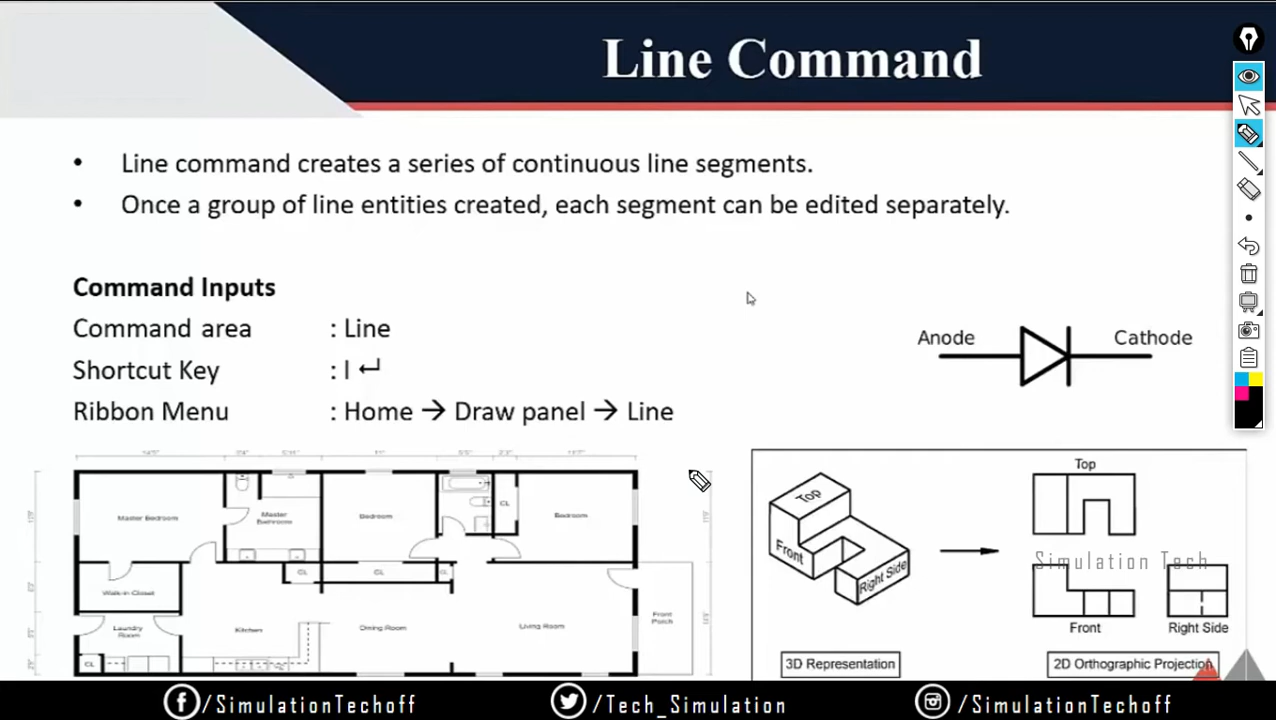 Line Command
• Line command creates a series of continuous line segments.
• Once a group of line entities created, each segment can be edited separately.
Command Inputs
Command area : Line
Shortcut Key : l ↵
Ribbon Menu : Home → Draw panel → Line
Anode
Cathode
Master Bedroom
Master Bathroom
Bedroom
CL
Bedroom
Walk-in Closet
CL
CL
CL
Laundry Room
Kitchen
Dining Room
Living Room
Front Porch
CL
Top
Front
Right Side
Top
Front
Right Side
3D Representation
2D Orthographic Projection
Simulation Tech
/SimulationTechoff
/Tech_Simulation
/SimulationTechoff